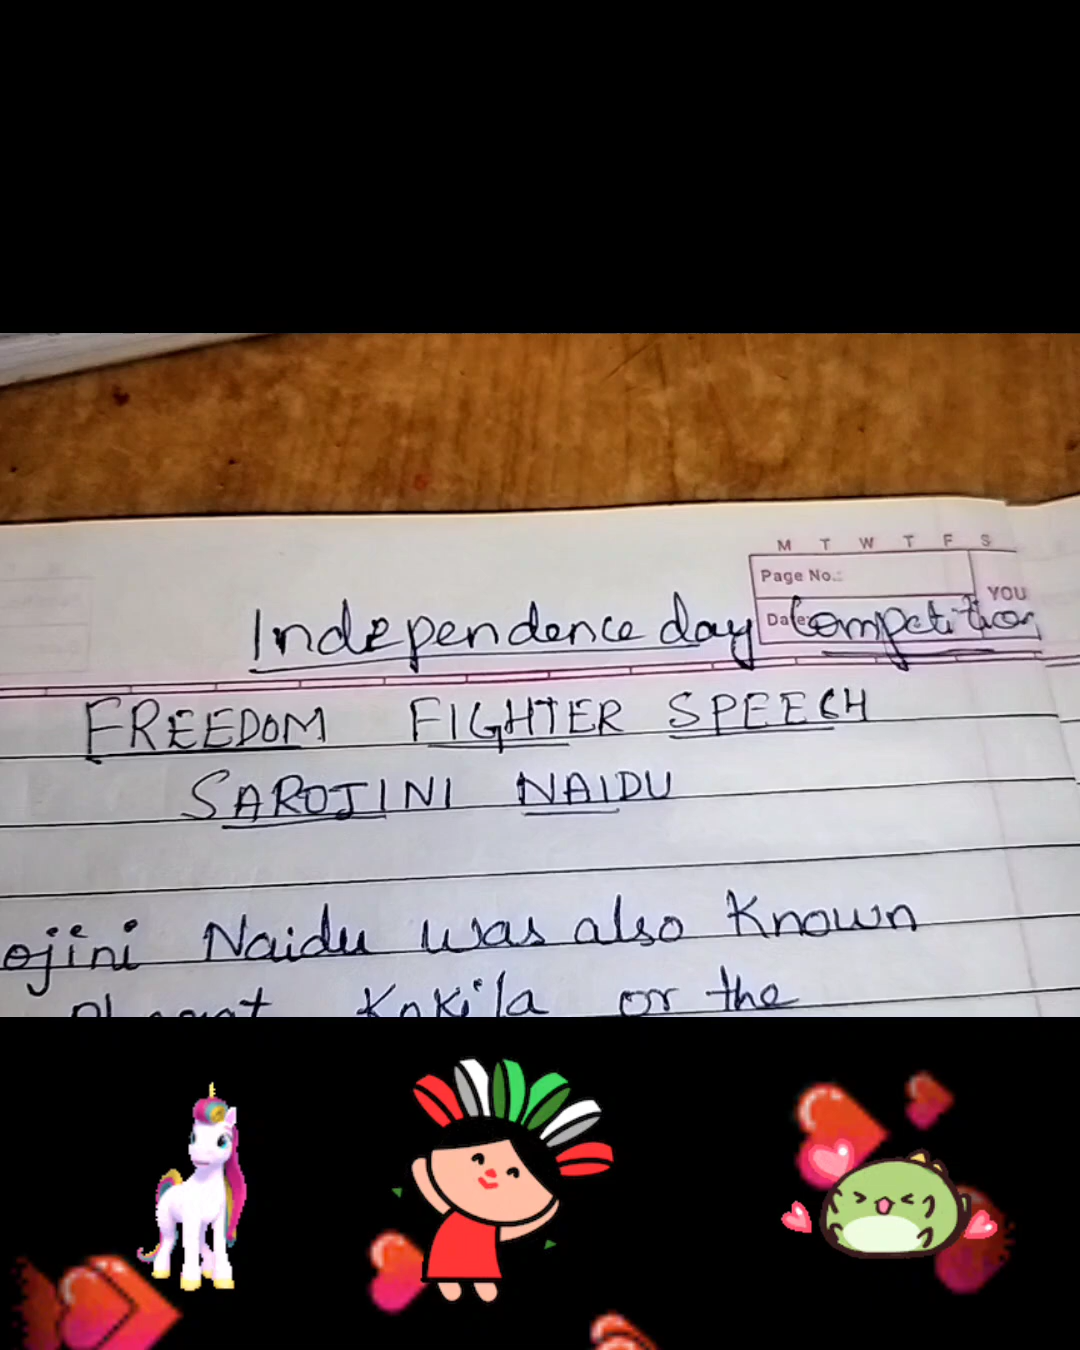 M T W T F S
Page No.:
YOU
Date:
Independence day Competition
FREEDOM FIGHTER SPEECH
SAROJINI NAIDU
ojini Naidu was also Known
Kokila or the